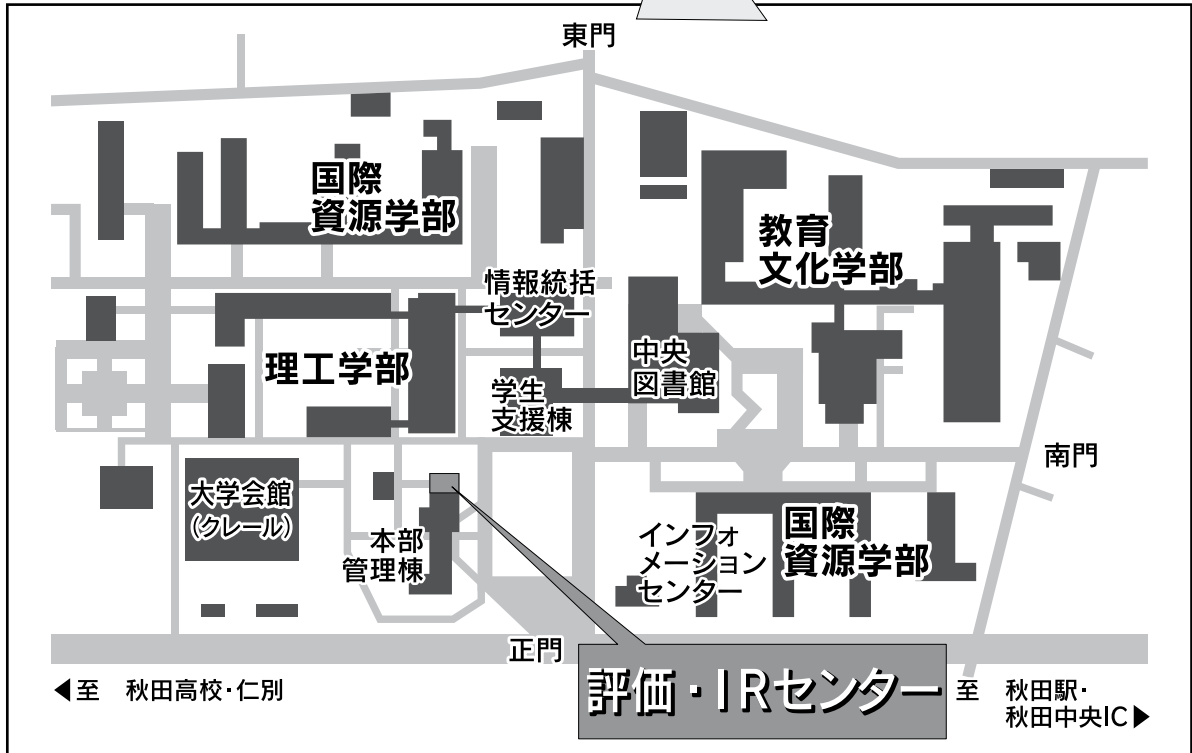 東門
国際
資源学部
教育
文化学部
情報統括
センター
中央
図書館
理工学部
学生
支援棟
南門
大学会館
（クレール）
本部
管理棟
インフォ
メーション
センター
国際
資源学部
正門
評価・IRセンター
◀至 秋田高校・仁別
至 秋田駅・
秋田中央IC▶